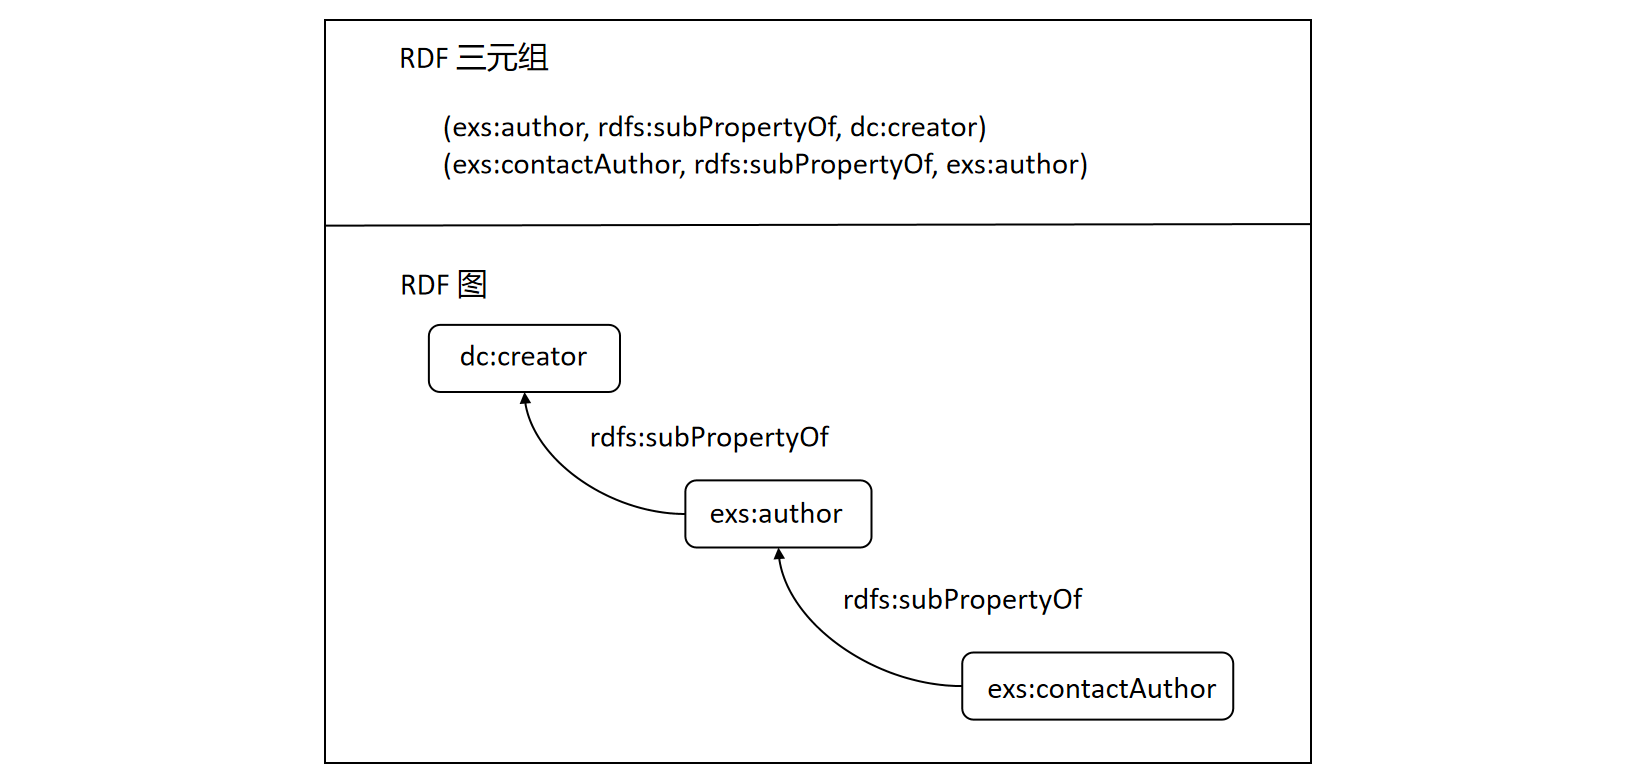 RDF 三元组
(exs:author, rdfs:subPropertyOf, dc:creator)
(exs:contactAuthor, rdfs:subPropertyOf, exs:author)
RDF 图
dc:creator
rdfs:subPropertyOf
exs:author
rdfs:subPropertyOf
exs:contactAuthor